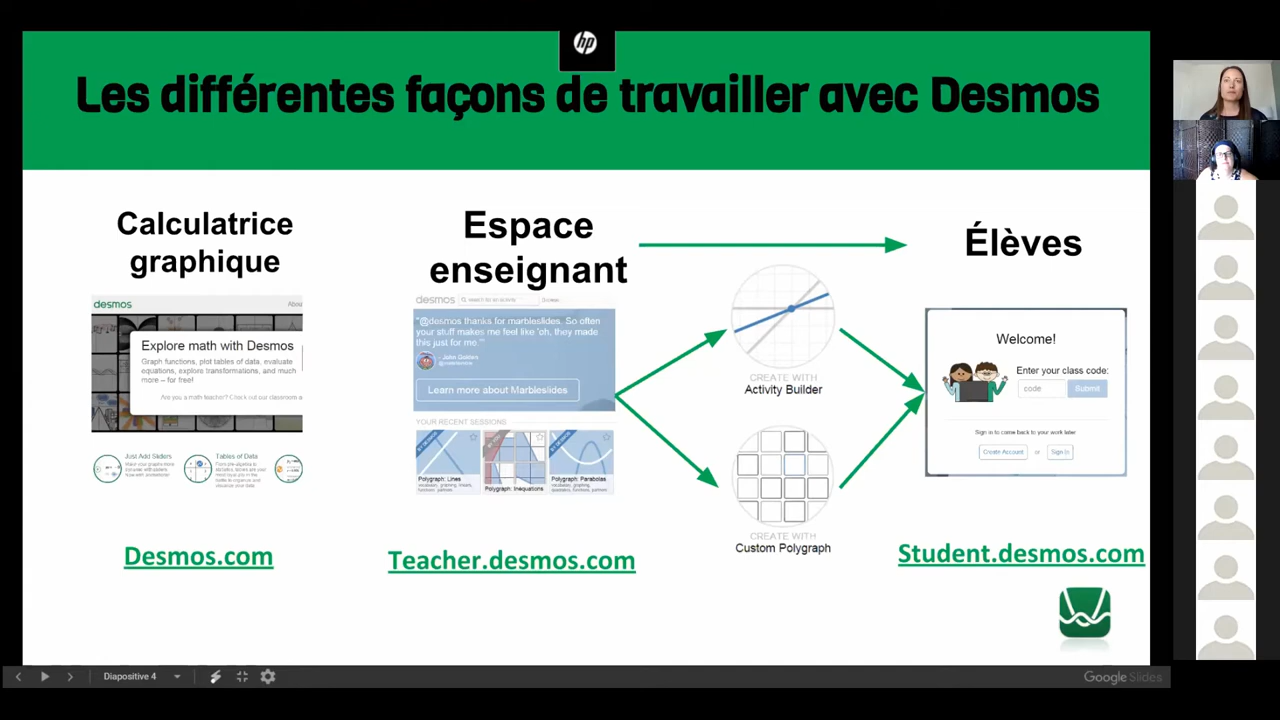 hp
Les différentes façons de travailler avec Desmos
Calculatrice
graphique
desmos
Explore math with Desmos
Graph functions, plot tables of data, evaluate
equations, explore transformations, and much
more – for free!
Are you a math teacher? Check out our classroom a
Just Add Sliders
Tables of Data
Desmos.com
Espace
enseignant
desmos
"@desmos thanks for marbleslides. So often
your stuff makes me feel like 'oh, they made
this just for me.'"
- John Golden
Learn more about Marbleslides
YOUR RECENT SESSIONS
Polygraph: Lines
Polygraph: Inequations
Polygraph: Parabolas
Teacher.desmos.com
CREATE WITH
Activity Builder
CREATE WITH
Custom Polygraph
Élèves
Welcome!
Enter your class code:
code
Submit
Sign in to come back to your work later
Create Account or Sign In
Student.desmos.com
Diapositive 4
Google Slides